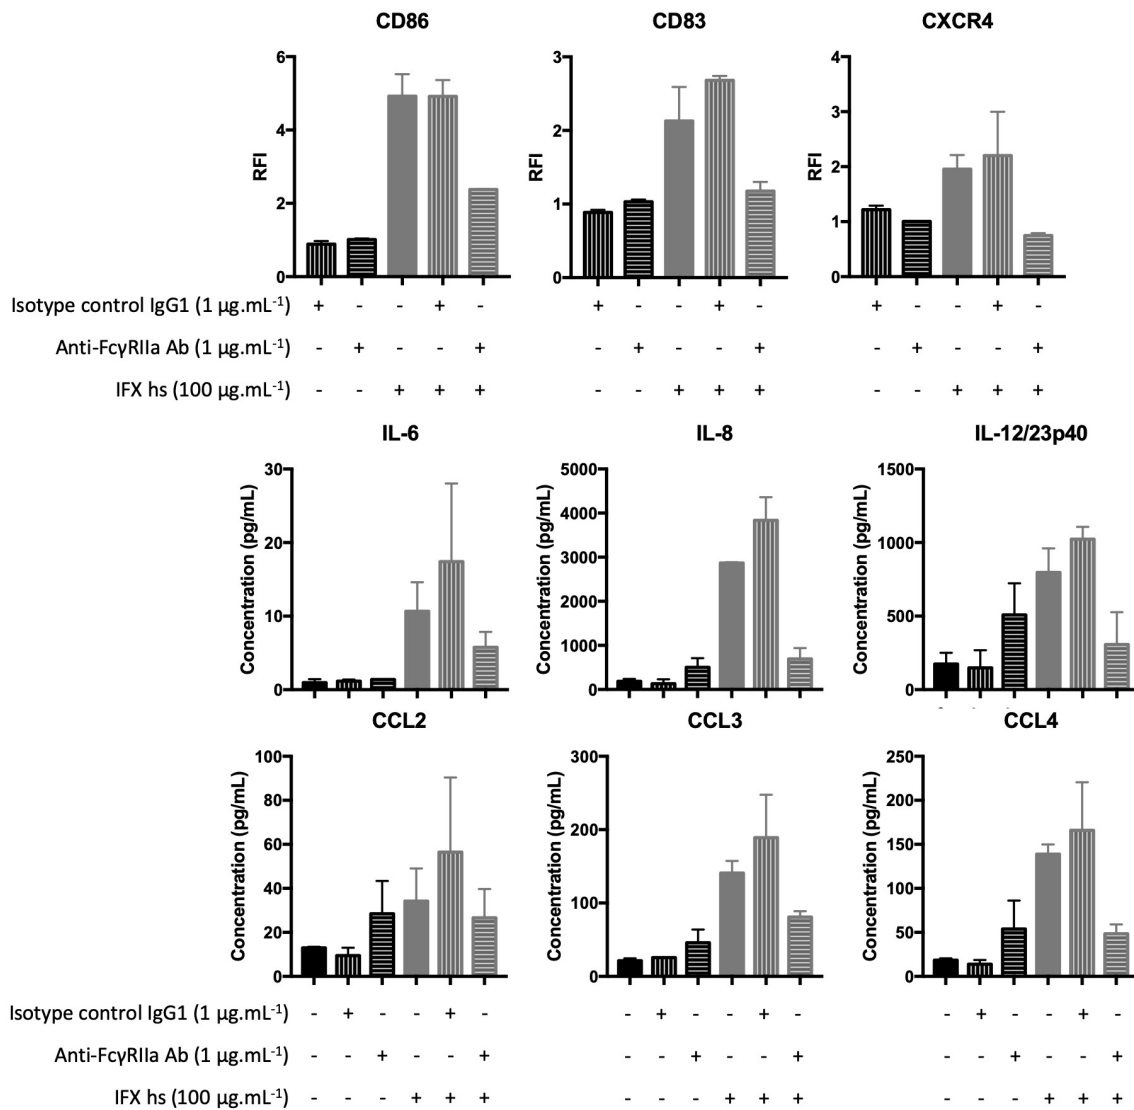 CD86 CD83 CXCR4
RFI RFI RFI
6 3 4
4 2 3
2 1 2
0 0 1
0
Isotype control IgG1 (1 µg.mL-1) + - - + - + - - + - + - - + -
Anti-FcγRIIa Ab (1 µg.mL-1) - + - - + - + - - + - + - - +
IFX hs (100 µg.mL-1) - - + + + - - + + + - - + + +
IL-6 IL-8 IL-12/23p40
Concentration (pg/mL) Concentration (pg/mL) Concentration (pg/mL)
30 5000 1500
20 4000 1000
10 3000 500
0 2000 0
1000
0
CCL2 CCL3 CCL4
Concentration (pg/mL) Concentration (pg/mL) Concentration (pg/mL)
100 300 250
80 200 200
60 100 150
40 0 100
20 50
0 0
Isotype control IgG1 (1 µg.mL-1) - + - - + - - + - - + - - + - - + -
Anti-FcγRIIa Ab (1 µg.mL-1) - - + - - + - - + - - + - - + - - +
IFX hs (100 µg.mL-1) - - - + + + - - - + + + - - - + + +